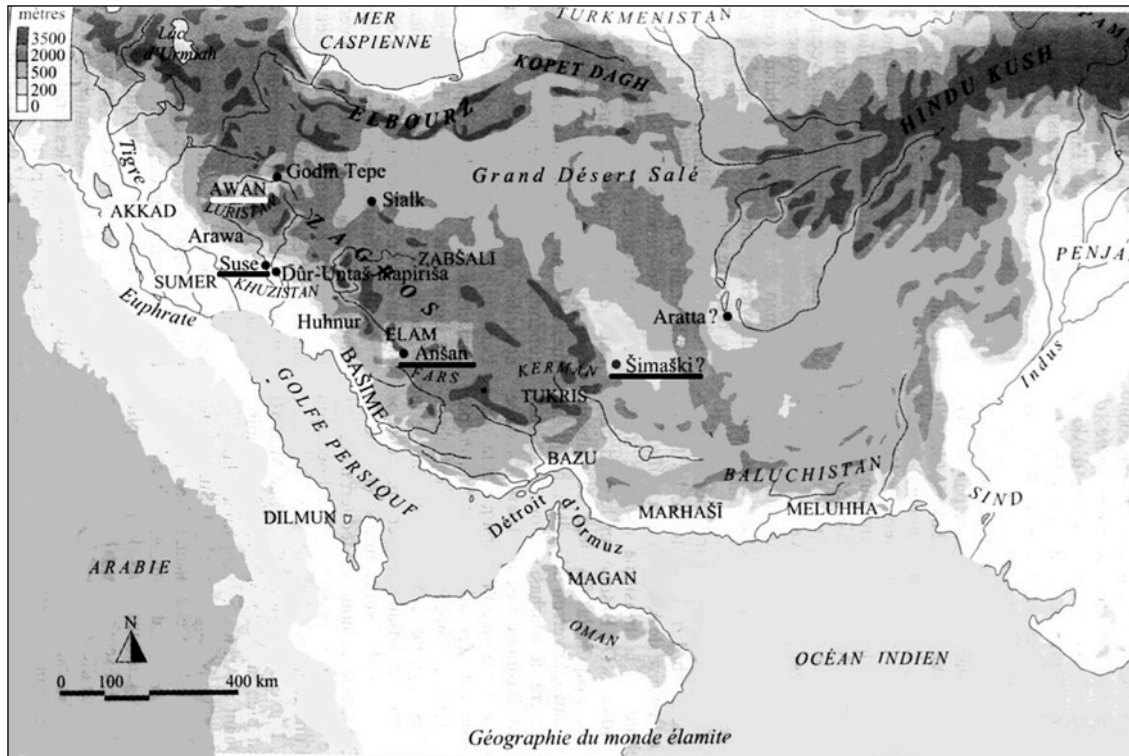 mètres
3500
2000
500
200
0
Lac
d'Urmiah
MER
CASPIENNE
TURKMENISTAN
PAM
KOPET DAGH
ELBOURZ
HINDU KUSH
Tigre
Godin Tepe
Grand Désert Salé
AWAN
LURISTAN
Sialk
AKKAD
ZAGROS
Arawa
ZABŠALI
PENJA
Suse
Dûr-Untaš-Napiriša
SUMER
KHUZISTAN
Euphrate
Huhnur
Aratta ?
ELAM
Anšan
FARS
KERMAN
Šimaški ?
Indus
BAŠIME
TUKRIŠ
GOLFE PERSIQUE
BAZU
BALUCHISTAN
SIND
DILMUN
Détroit
d'Ormuz
MARHAŠI
MELUHHA
ARABIE
MAGAN
OMAN
N
OCÉAN INDIEN
0 100 400 km
Géographie du monde élamite